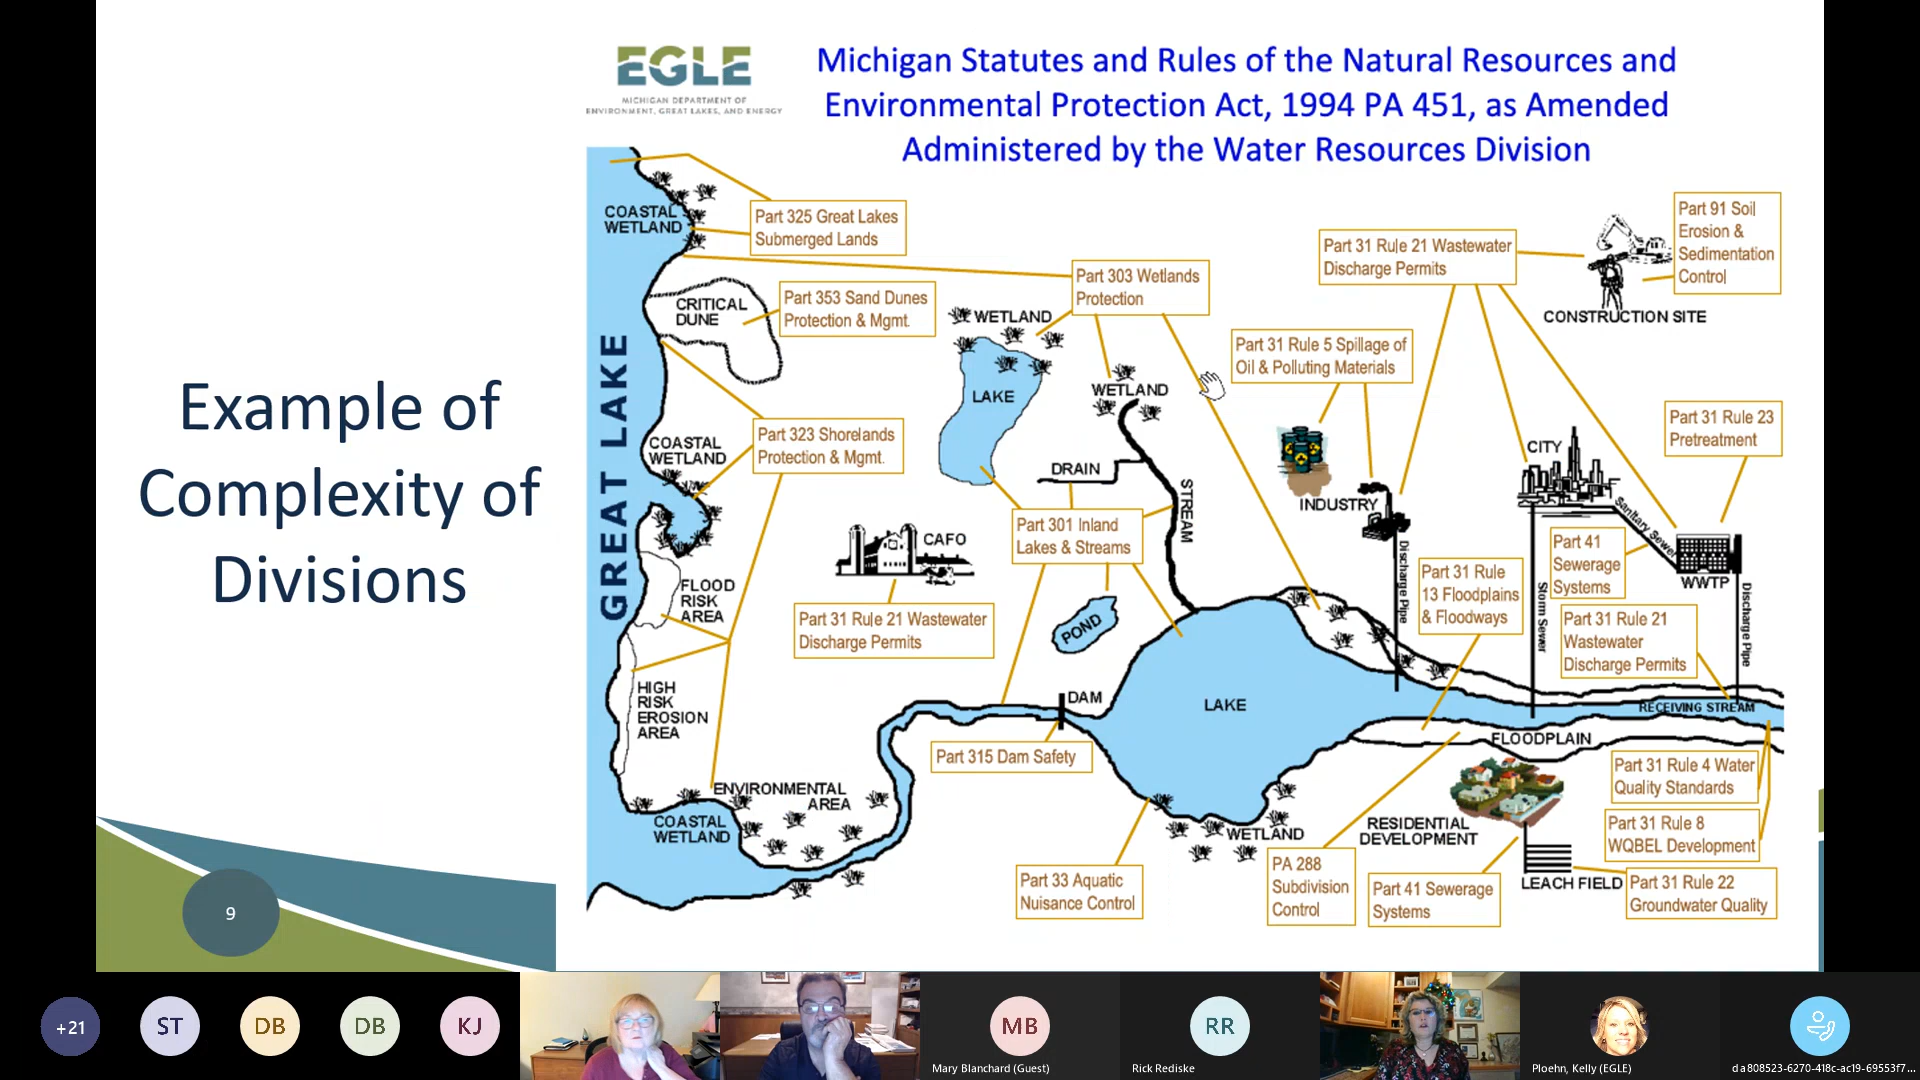 EGLE
MICHIGAN DEPARTMENT OF
ENVIRONMENT, GREAT LAKES, AND ENERGY
Michigan Statutes and Rules of the Natural Resources and
Environmental Protection Act, 1994 PA 451, as Amended
Administered by the Water Resources Division
Example of
Complexity of
Divisions
9
GREAT LAKE
COASTAL
WETLAND
Part 325 Great Lakes
Submerged Lands
CRITICAL
DUNE
Part 353 Sand Dunes
Protection & Mgmt.
Part 303 Wetlands
Protection
WETLAND
LAKE
WETLAND
Part 31 Rule 21 Wastewater
Discharge Permits
Part 91 Soil
Erosion &
Sedimentation
Control
CONSTRUCTION SITE
Part 31 Rule 5 Spillage of
Oil & Polluting Materials
Part 31 Rule 23
Pretreatment
COASTAL
WETLAND
Part 323 Shorelands
Protection & Mgmt.
DRAIN
STREAM
INDUSTRY
CITY
Sanitary Sewer
Part 301 Inland
Lakes & Streams
CAFO
Part 31 Rule 21 Wastewater
Discharge Permits
POND
Discharge Pipe
Part 31 Rule
13 Floodplains
& Floodways
Storm Sewer
Part 41
Sewerage
Systems
WWTP
Discharge Pipe
Part 31 Rule 21
Wastewater
Discharge Permits
FLOOD
RISK
AREA
HIGH
RISK
EROSION
AREA
DAM
LAKE
RECEIVING STREAM
FLOODPLAIN
Part 315 Dam Safety
ENVIRONMENTAL
AREA
COASTAL
WETLAND
WETLAND
RESIDENTIAL
DEVELOPMENT
Part 31 Rule 4 Water
Quality Standards
Part 31 Rule 8
WQBEL Development
LEACH FIELD
Part 31 Rule 22
Groundwater Quality
Part 33 Aquatic
Nuisance Control
PA 288
Subdivision
Control
Part 41 Sewerage
Systems
+21
ST
DB
DB
KJ
MB
Mary Blanchard (Guest)
RR
Rick Rediske
Ploehn, Kelly (EGLE)
da808523-6270-418c-ac19-69553f7...